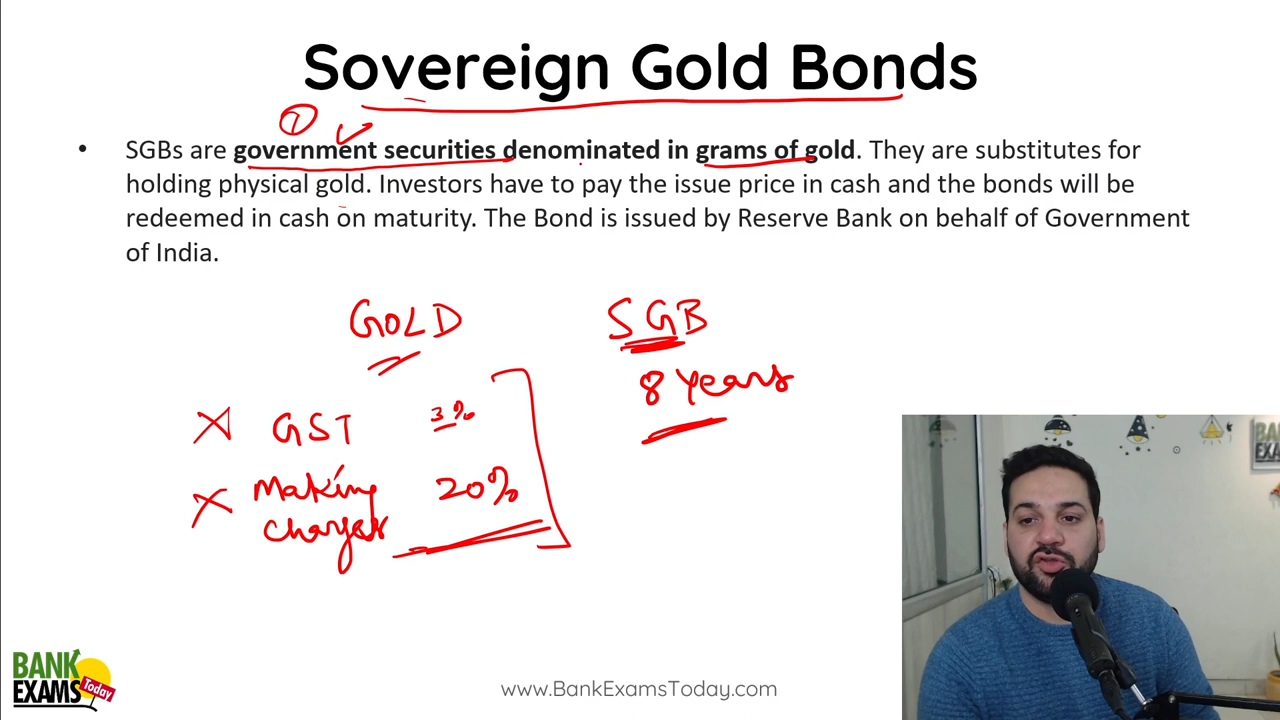 Sovereign Gold Bonds
①
• SGBs are government securities denominated in grams of gold. They are substitutes for
holding physical gold. Investors have to pay the issue price in cash and the bonds will be
redeemed in cash on maturity. The Bond is issued by Reserve Bank on behalf of Government
of India.
GOLD
SGB
8 Years
GST 3%
Making 20%
charges
BANK
EXAMS
Today
www.BankExamsToday.com
BANK
EXAMS